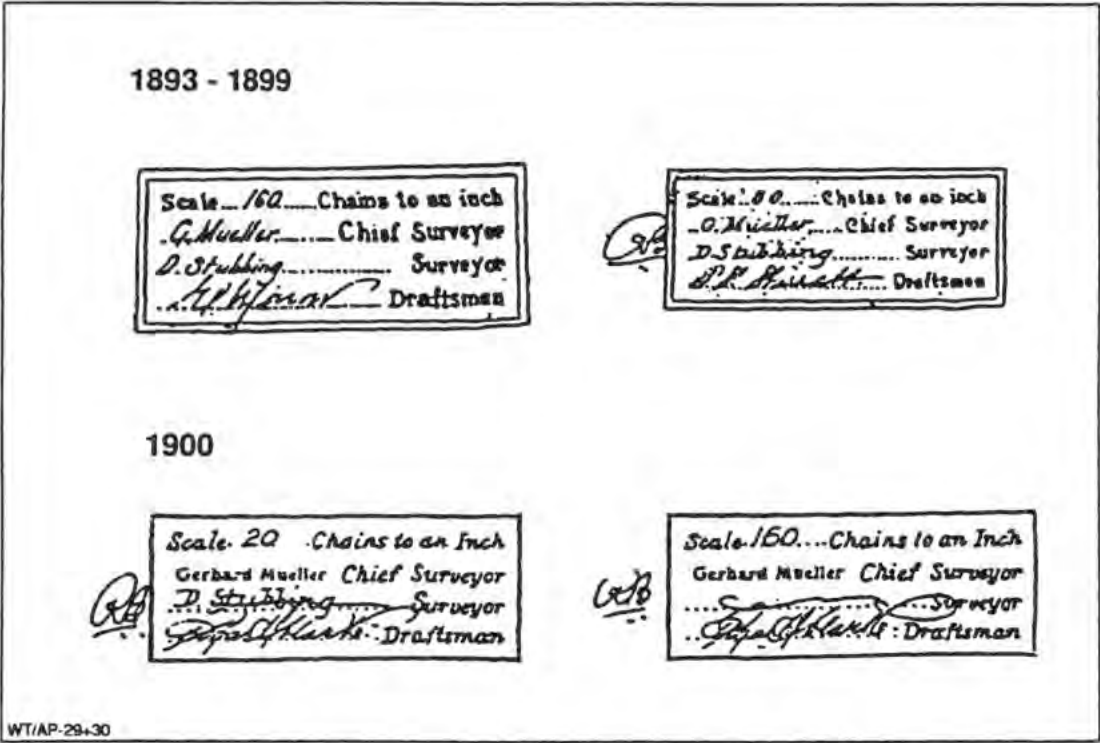 1893 - 1899
Scale 160 Chains to an inch
G. Mueller Chief Surveyor
D. Stubbing Surveyor
Draftsman
Scale 80 Chains to an inch
G. Mueller Chief Surveyor
D Stubbing Surveyor
Draftsman
1900
Scale 20 Chains to an Inch
Gerhard Mueller Chief Surveyor
D Stubbing Surveyor
Draftsman
Scale 160 Chains to an Inch
Gerhard Mueller Chief Surveyor
Surveyor
Draftsman
WT/AP-29+30